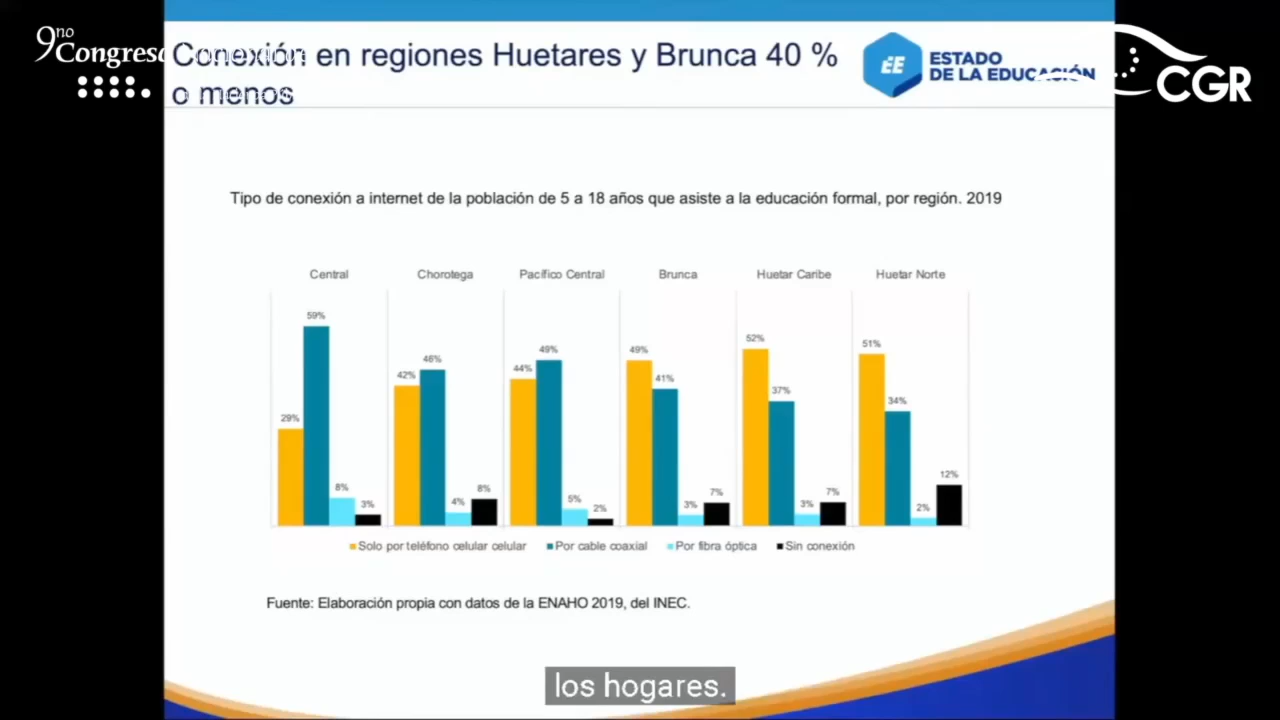 9no
Congreso
Conexión en regiones Huetares y Brunca 40 %
o menos
EE
ESTADO
DE LA EDUCACIÓN
CGR
Tipo de conexión a internet de la población de 5 a 18 años que asiste a la educación formal, por región. 2019
Central Chorotega Pacífico Central Brunca Huetar Caribe Huetar Norte
29% 59% 8% 3%
42% 46% 4% 8%
44% 49% 5% 2%
49% 41% 3% 7%
52% 37% 3% 7%
51% 34% 2% 12%
Solo por teléfono celular celular Por cable coaxial Por fibra óptica Sin conexión
Fuente: Elaboración propia con datos de la ENAHO 2019, del INEC.
los hogares.